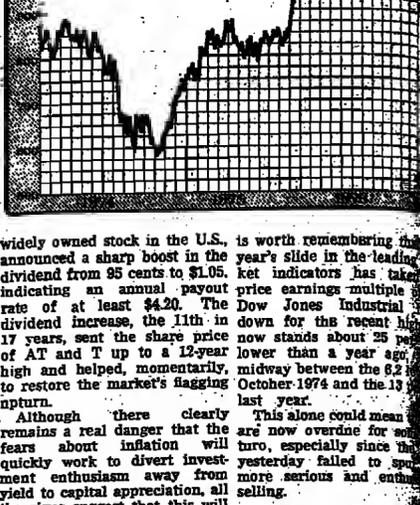 widely owned stock in the U.S.,
announced a sharp boost in the
dividend from 95 cents to $1.05.
indicating an annual payout
rate of at least $4.20. The
dividend increase, the 11th in
17 years, sent the share price
of AT and T up to a 12-year
high and helped, momentarily,
to restore the market's flagging
npturn.
Although there clearly
remains a real danger that the
fears about inflation will
quickly work to divert invest-
ment enthusiasm away from
yield to capital appreciation, all
suggest that this will
is worth remembering
year's slide in the leading
ket indicators has
price earnings multiple
Dow Jones Industrial
down for ths recent
now stands about 25
lower than a year ago,
midway between the 6.2
October 1974 and the 13
last year.
This alone could mean
are now overdue for
turo, especially since
yesterday failed to
more serious and
selling.